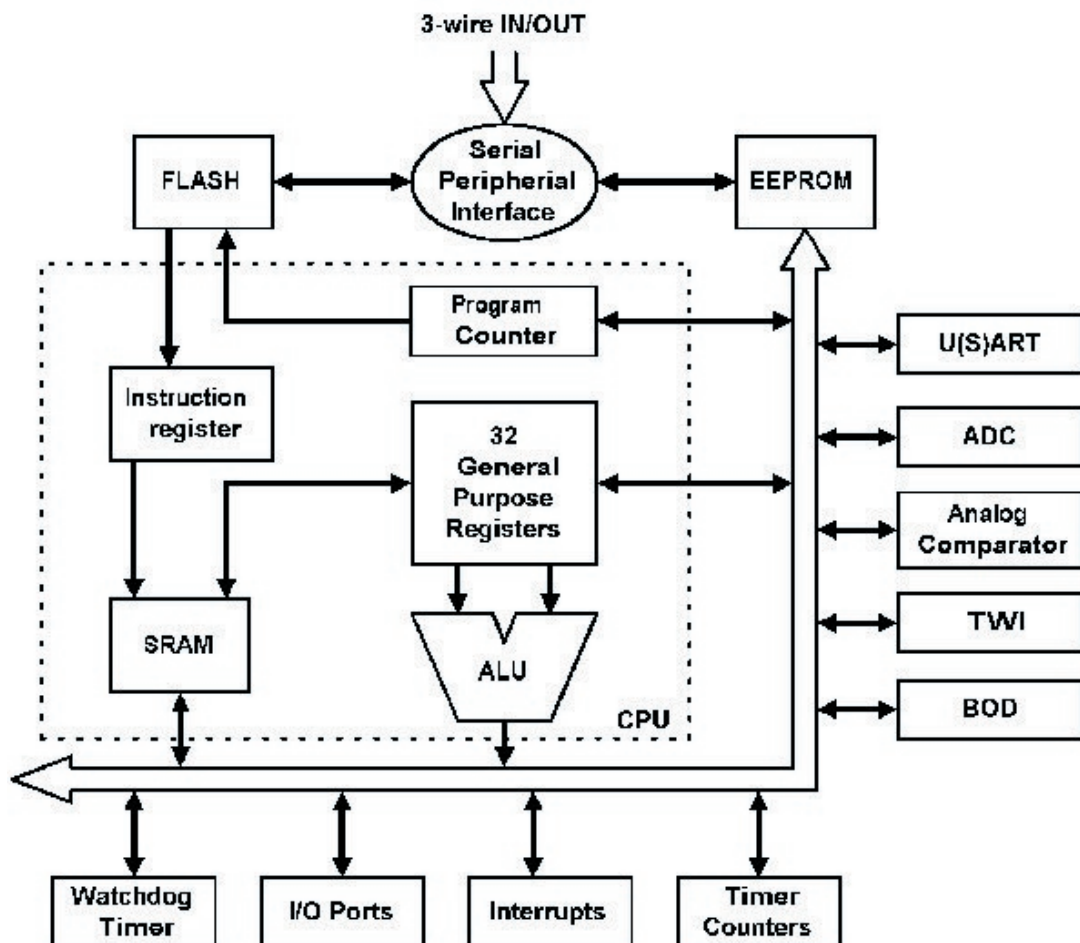 3-wire IN/OUT
FLASH
Serial
Peripherial
Interface
EEPROM
Program
Counter
U(S)ART
Instruction
register
32
General
Purpose
Registers
ADC
Analog
Comparator
SRAM
ALU
TWI
CPU
BOD
Watchdog
Timer
I/O Ports
Interrupts
Timer
Counters